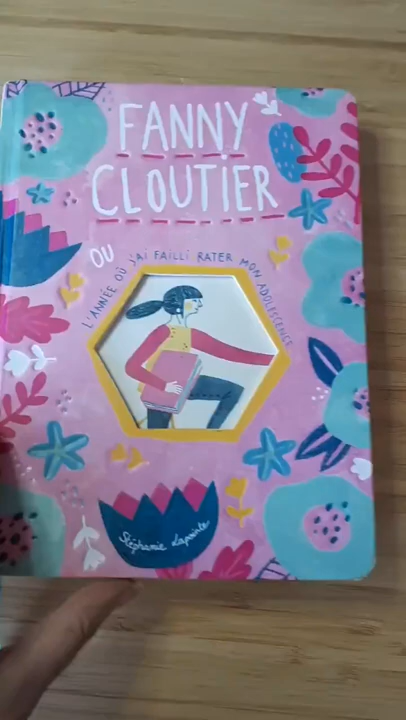 FANNY
CLOUTIER
OU
L'ANNÉE OÙ J'AI FAILLI RATER MON ADOLESCENCE
Stéphanie Lapointe